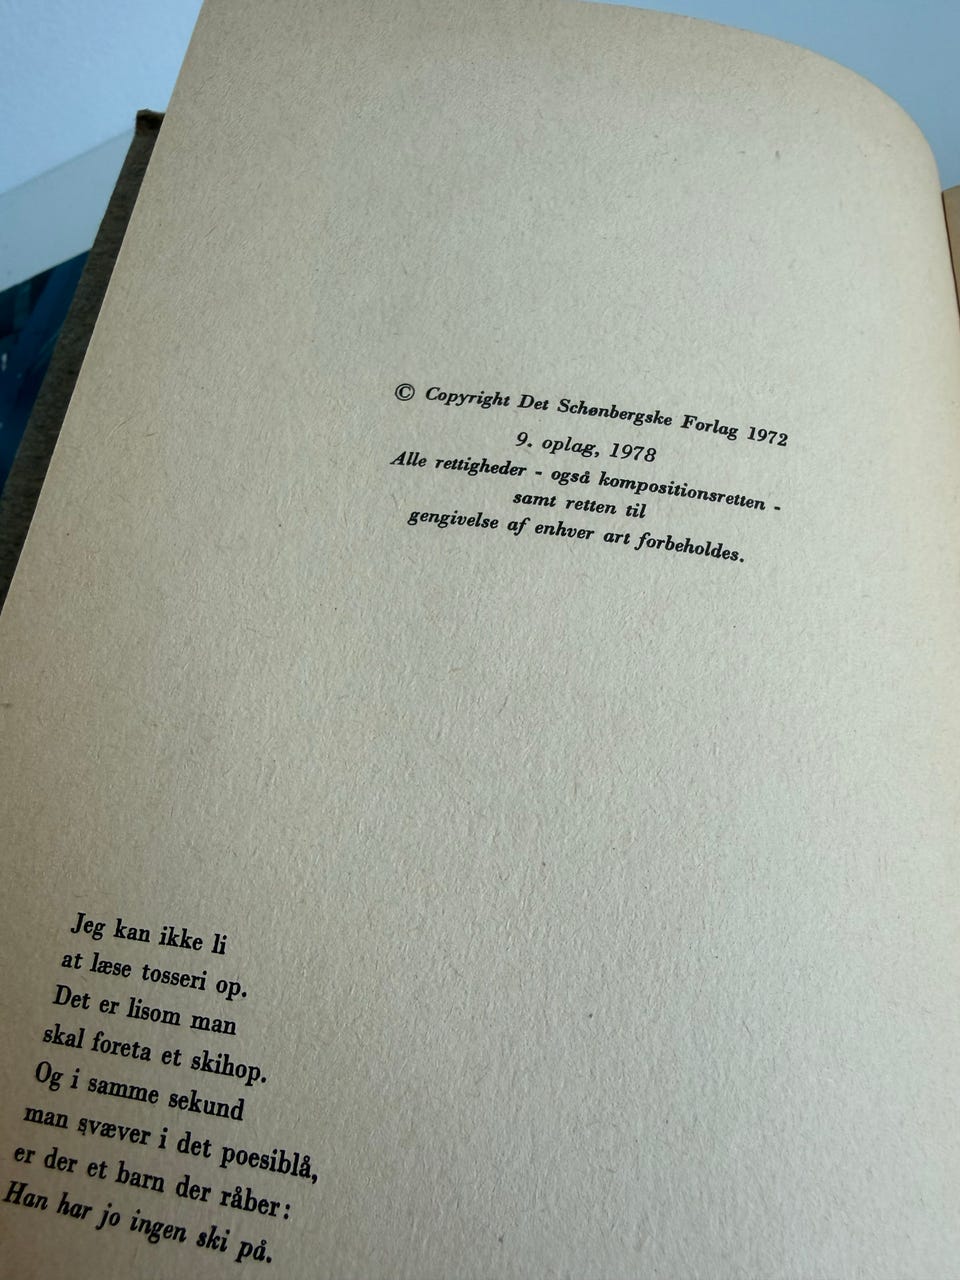 © Copyright Det Schønbergske Forlag 1972
9. oplag, 1978
Alle rettigheder - også kompositionsretten -
samt retten til
gengivelse af enhver art forbeholdes.
Jeg kan ikke li
at læse tosseri op.
Det er lisom man
skal foreta et skihop.
Og i samme sekund
man svæver i det poesiblå,
er der et barn der råber:
Han har jo ingen ski på.